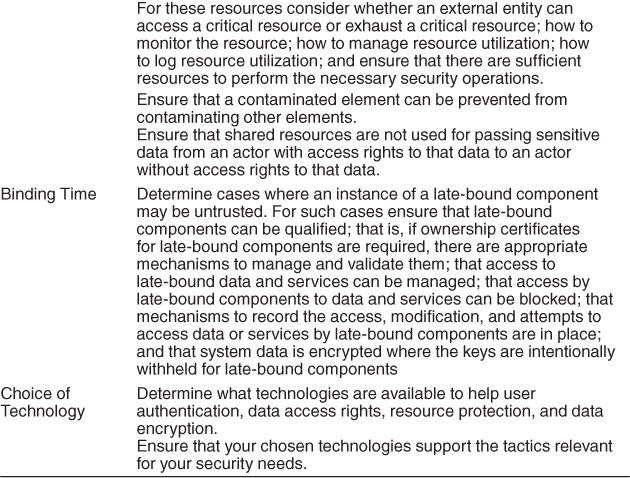 For these resources consider whether an external entity can
access a critical resource or exhaust a critical resource; how to
monitor the resource; how to manage resource utilization; how
to log resource utilization; and ensure that there are sufficient
resources to perform the necessary security operations.
Ensure that a contaminated element can be prevented from
contaminating other elements.
Ensure that shared resources are not used for passing sensitive
data from an actor with access rights to that data to an actor
without access rights to that data.
Binding Time Determine cases where an instance of a late-bound component
may be untrusted. For such cases ensure that late-bound
components can be qualified; that is, if ownership certificates
for late-bound components are required, there are appropriate
mechanisms to manage and validate them; that access to
late-bound data and services can be managed; that access by
late-bound components to data and services can be blocked; that
mechanisms to record the access, modification, and attempts to
access data or services by late-bound components are in place;
and that system data is encrypted where the keys are intentionally
withheld for late-bound components
Choice of Determine what technologies are available to help user
Technology authentication, data access rights, resource protection, and data
encryption.
Ensure that your chosen technologies support the tactics relevant
for your security needs.